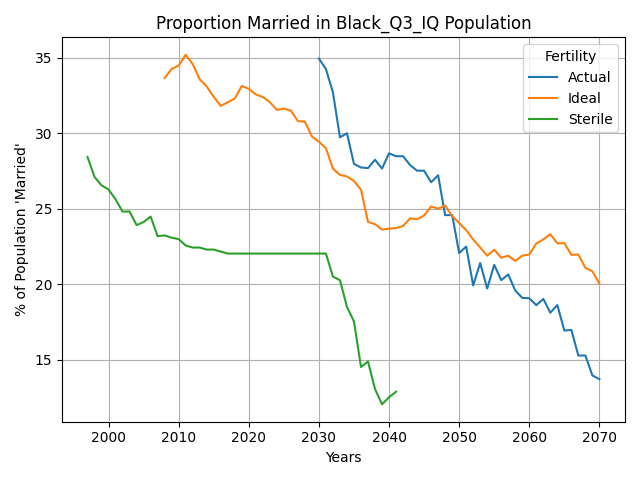 Proportion Married in Black_Q3_IQ Population
% of Population 'Married'
35
30
25
20
15
Fertility
Actual
Ideal
Sterile
2000 2010 2020 2030 2040 2050 2060 2070
Years